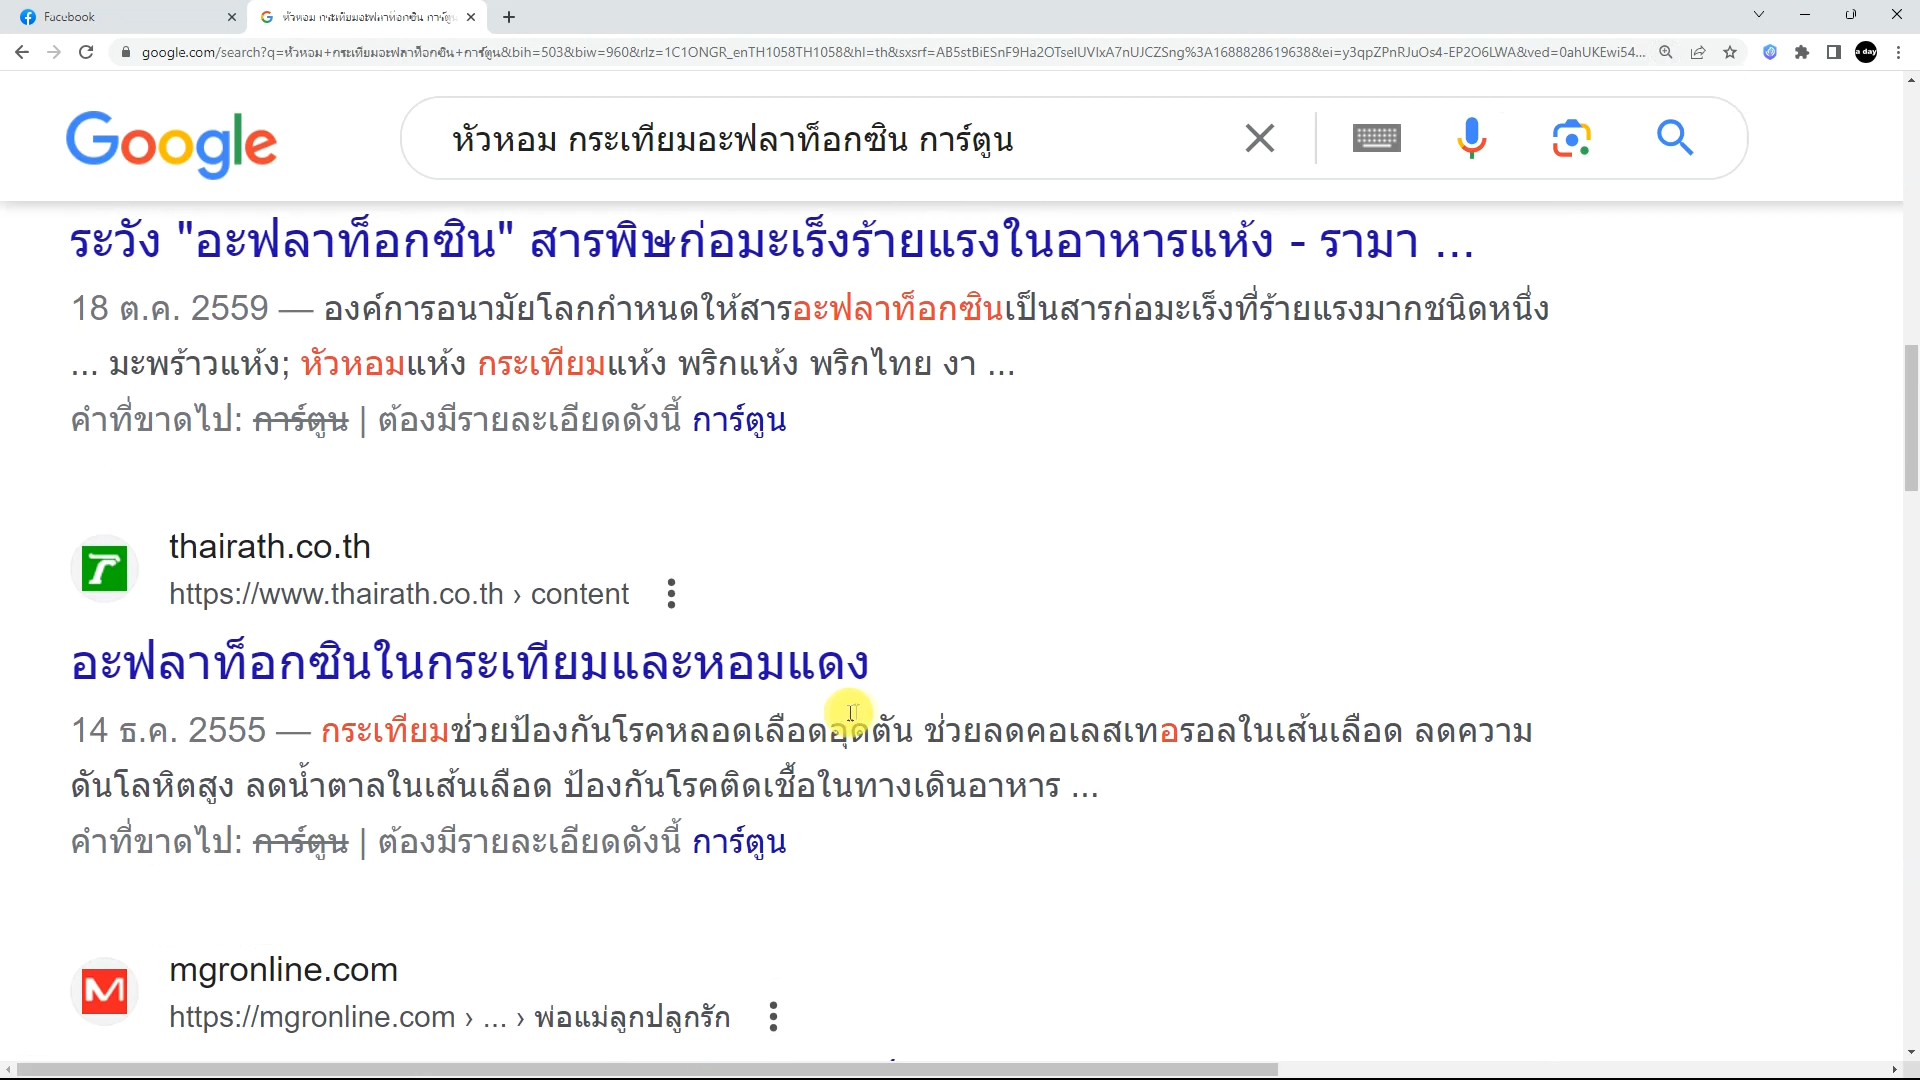 Facebook
หัวหอม กระเทียมอะฟลาท็อกซิน การ์ตูน
google.com/search?q=หัวหอม+กระเทียมอะฟลาท็อกซิน+การ์ตูน&bih=503&biw=960&rlz=1C1ONGR_enTH1058TH1058&hl=th&sxsrf=AB5stBiESnF9Ha2OTselUVIxA7nUJCZSng%3A1688828619638&ei=y3qpZPnRJuOs4-EP2O6LWA&ved=0ahUKEwi54...
a day
Google
หัวหอม กระเทียมอะฟลาท็อกซิน การ์ตูน
ระวัง "อะฟลาท็อกซิน" สารพิษก่อมะเร็งร้ายแรงในอาหารแห้ง - รามา ...
18 ต.ค. 2559 — องค์การอนามัยโลกกำหนดให้สารอะฟลาท็อกซินเป็นสารก่อมะเร็งที่ร้ายแรงมากชนิดหนึ่ง
... มะพร้าวแห้ง; หัวหอมแห้ง กระเทียมแห้ง พริกแห้ง พริกไทย งา ...
คำที่ขาดไป: การ์ตูน | ต้องมีรายละเอียดดังนี้ การ์ตูน
thairath.co.th
https://www.thairath.co.th › content
อะฟลาท็อกซินในกระเทียมและหอมแดง
14 ธ.ค. 2555 — กระเทียมช่วยป้องกันโรคหลอดเลือดอุดตัน ช่วยลดคอเลสเทอรอลในเส้นเลือด ลดความ
ดันโลหิตสูง ลดน้ำตาลในเส้นเลือด ป้องกันโรคติดเชื้อในทางเดินอาหาร ...
คำที่ขาดไป: การ์ตูน | ต้องมีรายละเอียดดังนี้ การ์ตูน
mgronline.com
https://mgronline.com › ... › พ่อแม่ลูกปลูกรัก